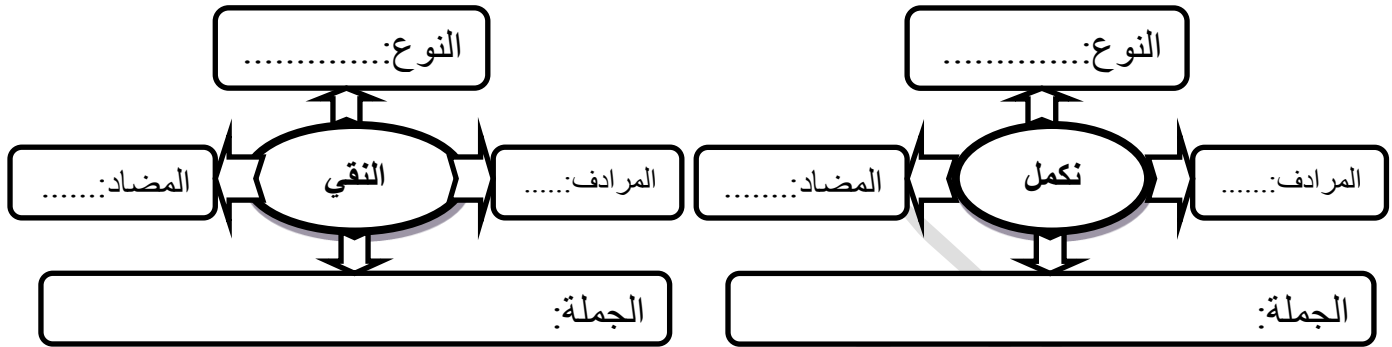 النوع:..............
النوع:..............
المرادف:......
نكمل
المضاد:........
المرادف:.....
النقي
المضاد:.......
الجملة:
الجملة: